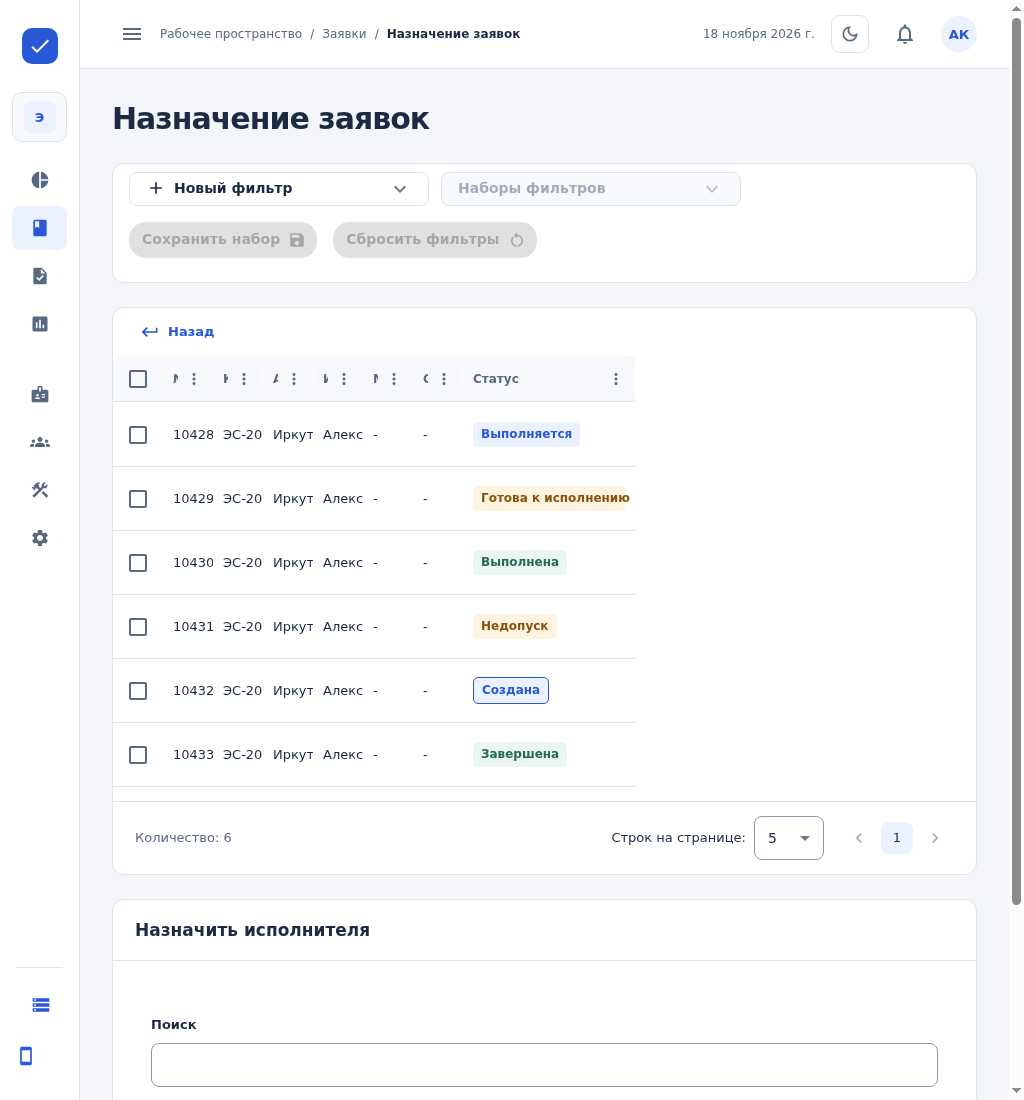 Рабочее пространство / Заявки / Назначение заявок
18 ноября 2026 г.
АК
Э
Назначение заявок
Новый фильтр
Наборы фильтров
Сохранить набор
Сбросить фильтры
Назад
Статус
10428 ЭС-20 Иркут Алекс - - Выполняется
10429 ЭС-20 Иркут Алекс - - Готова к исполнению
10430 ЭС-20 Иркут Алекс - - Выполнена
10431 ЭС-20 Иркут Алекс - - Недопуск
10432 ЭС-20 Иркут Алекс - - Создана
10433 ЭС-20 Иркут Алекс - - Завершена
Количество: 6
Строк на странице: 5
1
Назначить исполнителя
Поиск